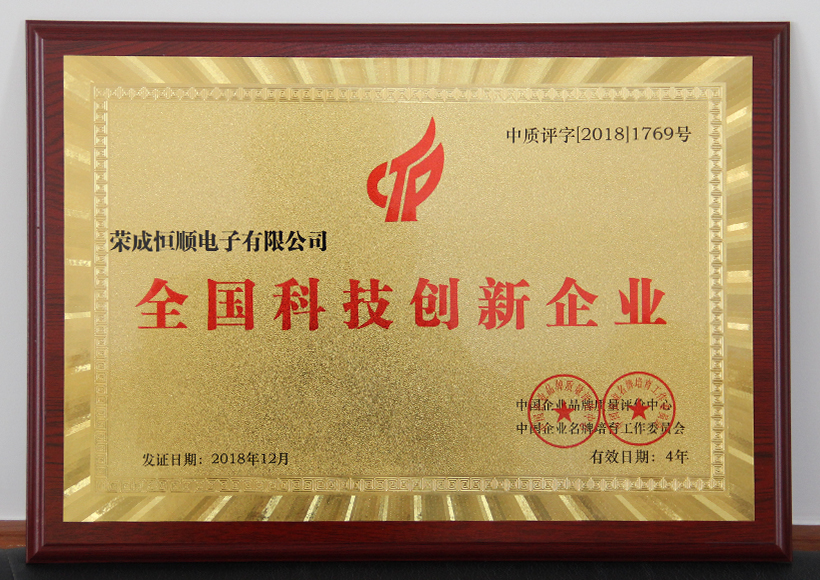 中质评字[2018]1769号
荣成恒顺电子有限公司
全国科技创新企业
中国企业品牌质量评价中心
中国企业名牌培育工作委员会
发证日期：2018年12月
有效日期：4年